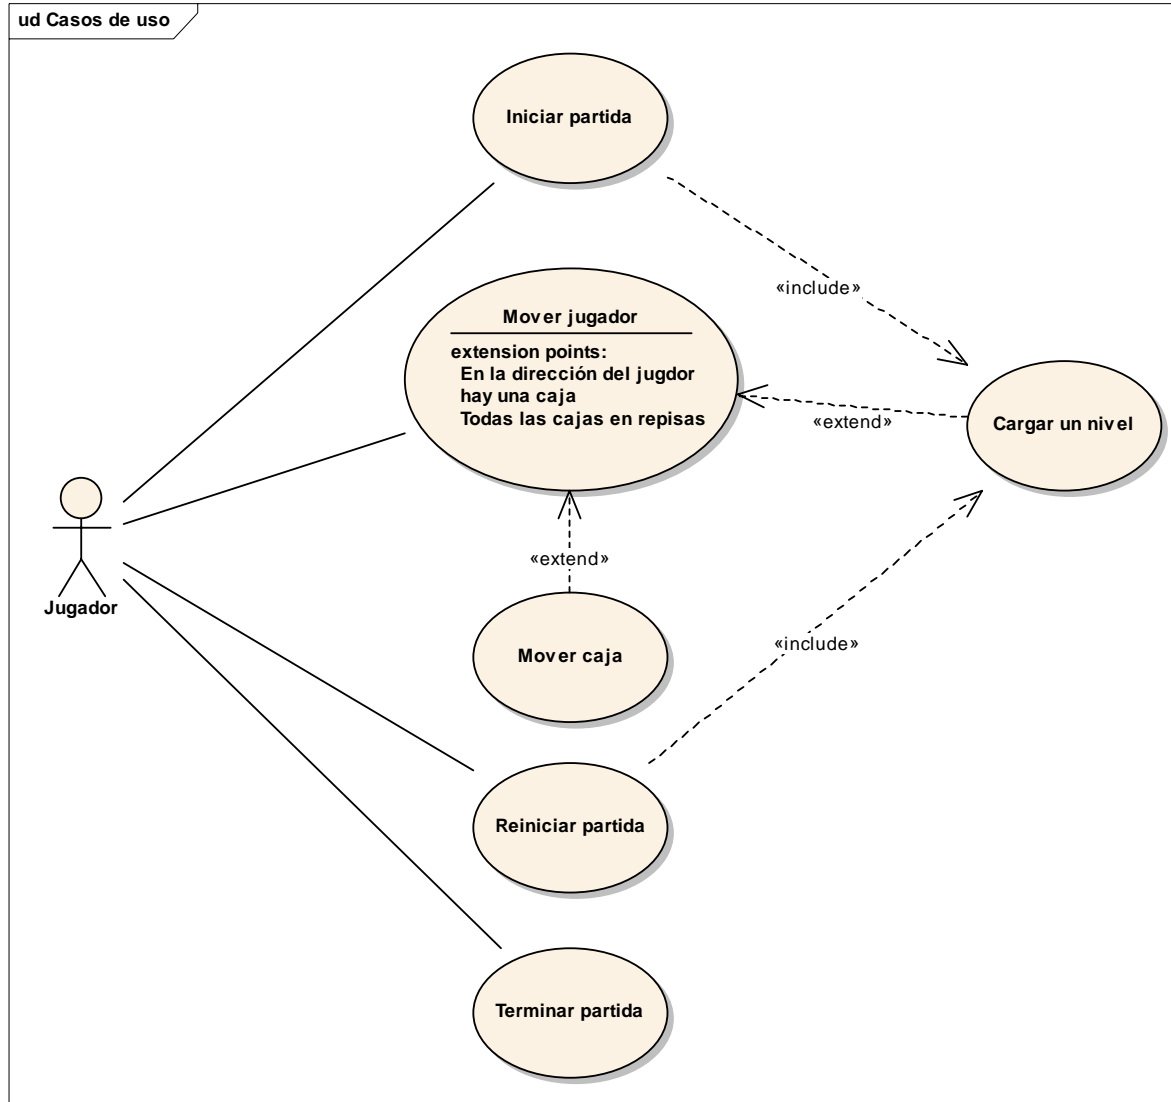 ud Casos de uso
Iniciar partida
«include»
Mover jugador
extension points:
En la dirección del jugdor
hay una caja
Todas las cajas en repisas
«extend»
Cargar un nivel
«extend»
Jugador
Mover caja
«include»
Reiniciar partida
Terminar partida